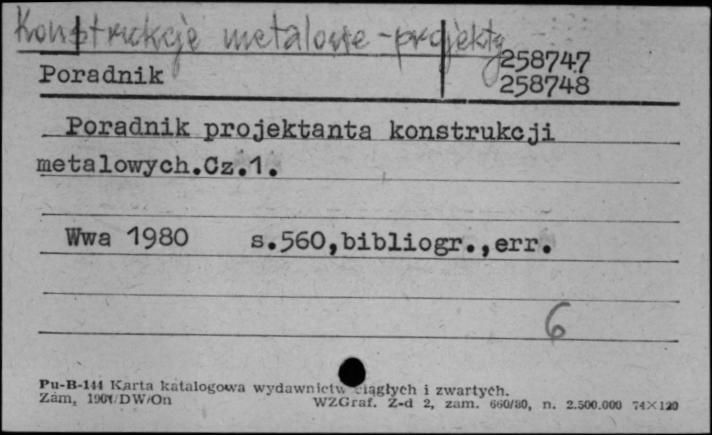 Konstrukcje metalowe - projekty
258747
Poradnik
258748
Poradnik projektanta konstrukcji
metalowych.Cz.1.
Wwa 1980 s.560,bibliogr.,err.
6
Pu-B-144 Karta katalogowa wydawnictw ciągłych i zwartych.
Zam. DW/On WZGraf. Z-d 2, zam. 660/80, n. 2.500.000 74×120